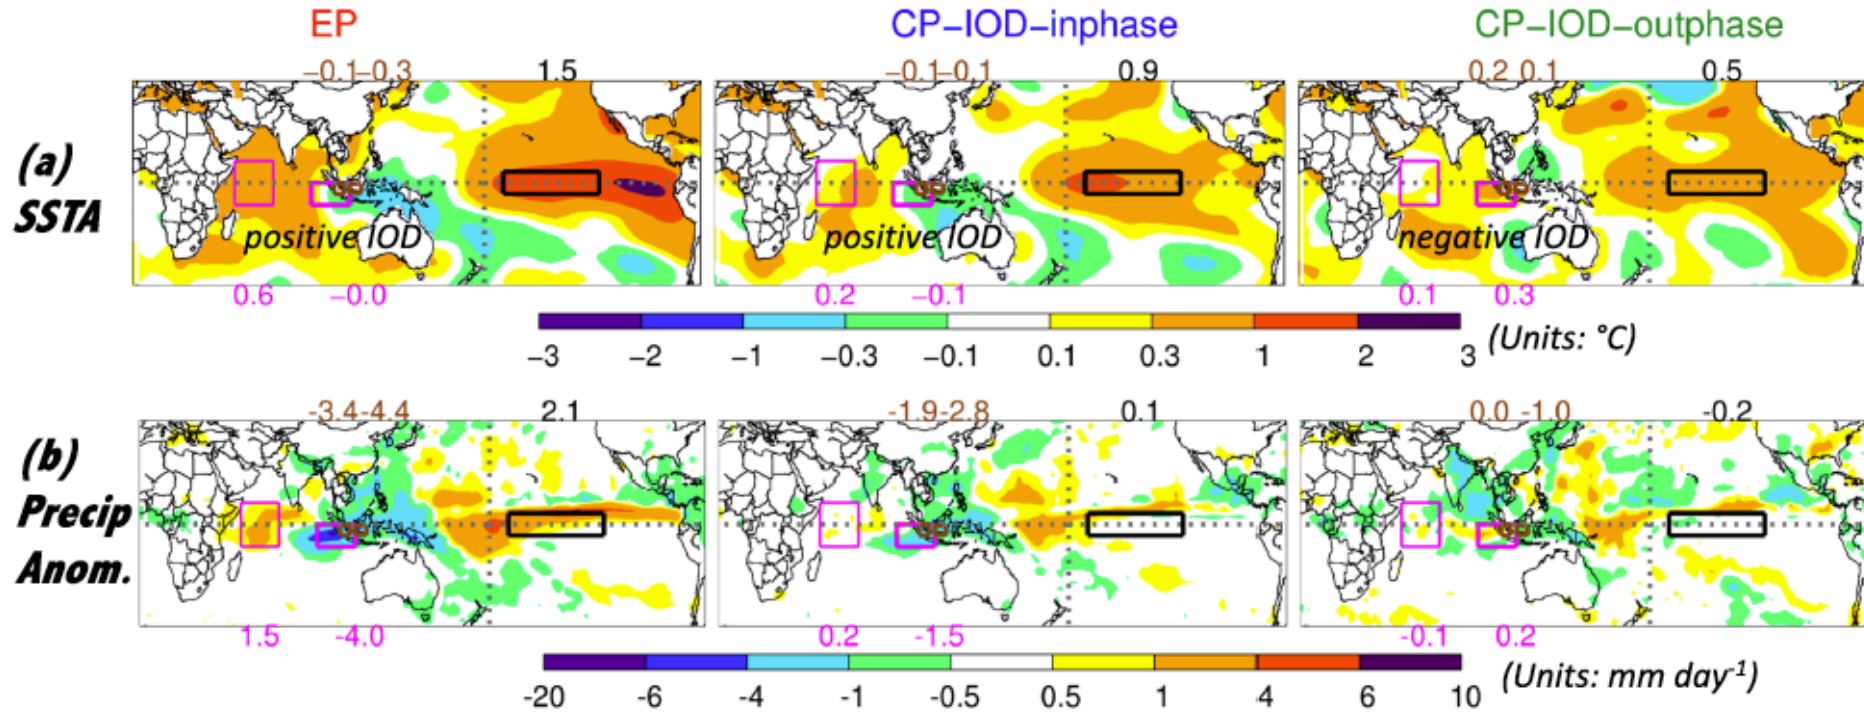 EP CP-IOD-inphase CP-IOD-outphase
-0.1-0.3 1.5 -0.1-0.1 0.9 0.2 0.1 0.5
(a)
SSTA
positive IOD positive IOD negative IOD
0.6 -0.0 0.2 -0.1 0.1 0.3
-3 -2 -1 -0.3 -0.1 0.1 0.3 1 2 3 (Units: °C)
-3.4-4.4 2.1 -1.9-2.8 0.1 0.0 -1.0 -0.2
(b)
Precip
Anom.
1.5 -4.0 0.2 -1.5 -0.1 0.2
-20 -6 -4 -1 -0.5 0.5 1 4 6 10 (Units: mm day-1)